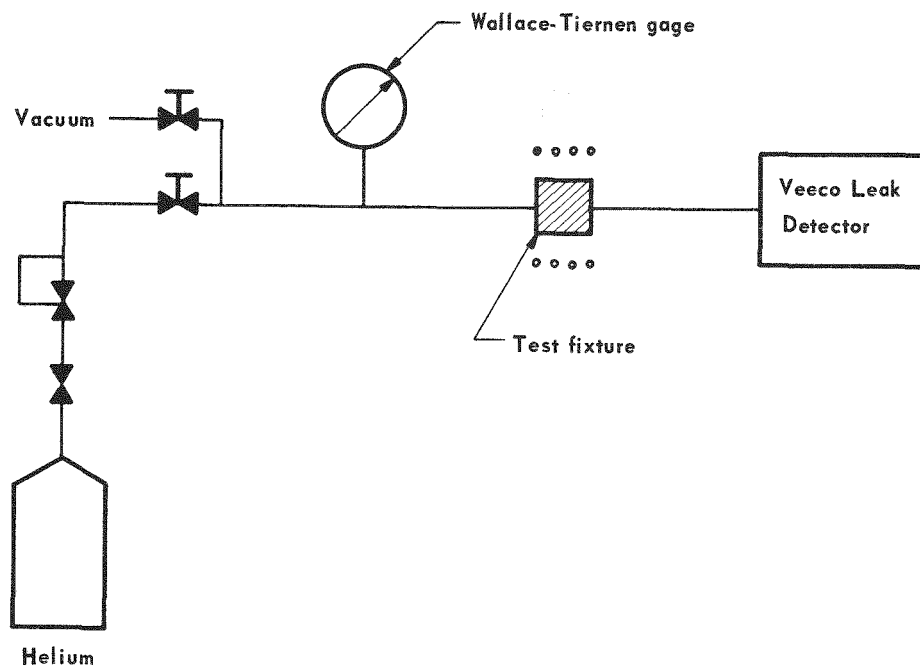 Wallace-Tiernen gage
Vacuum
Veeco Leak
Detector
Test fixture
Helium